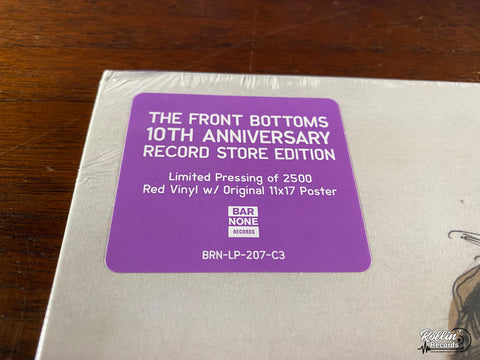 THE FRONT BOTTOMS
10TH ANNIVERSARY
RECORD STORE EDITION
Limited Pressing of 2500
Red Vinyl w/ Original 11x17 Poster
BAR
NONE
RECORDS
BRN-LP-207-C3
Rollin'
Records